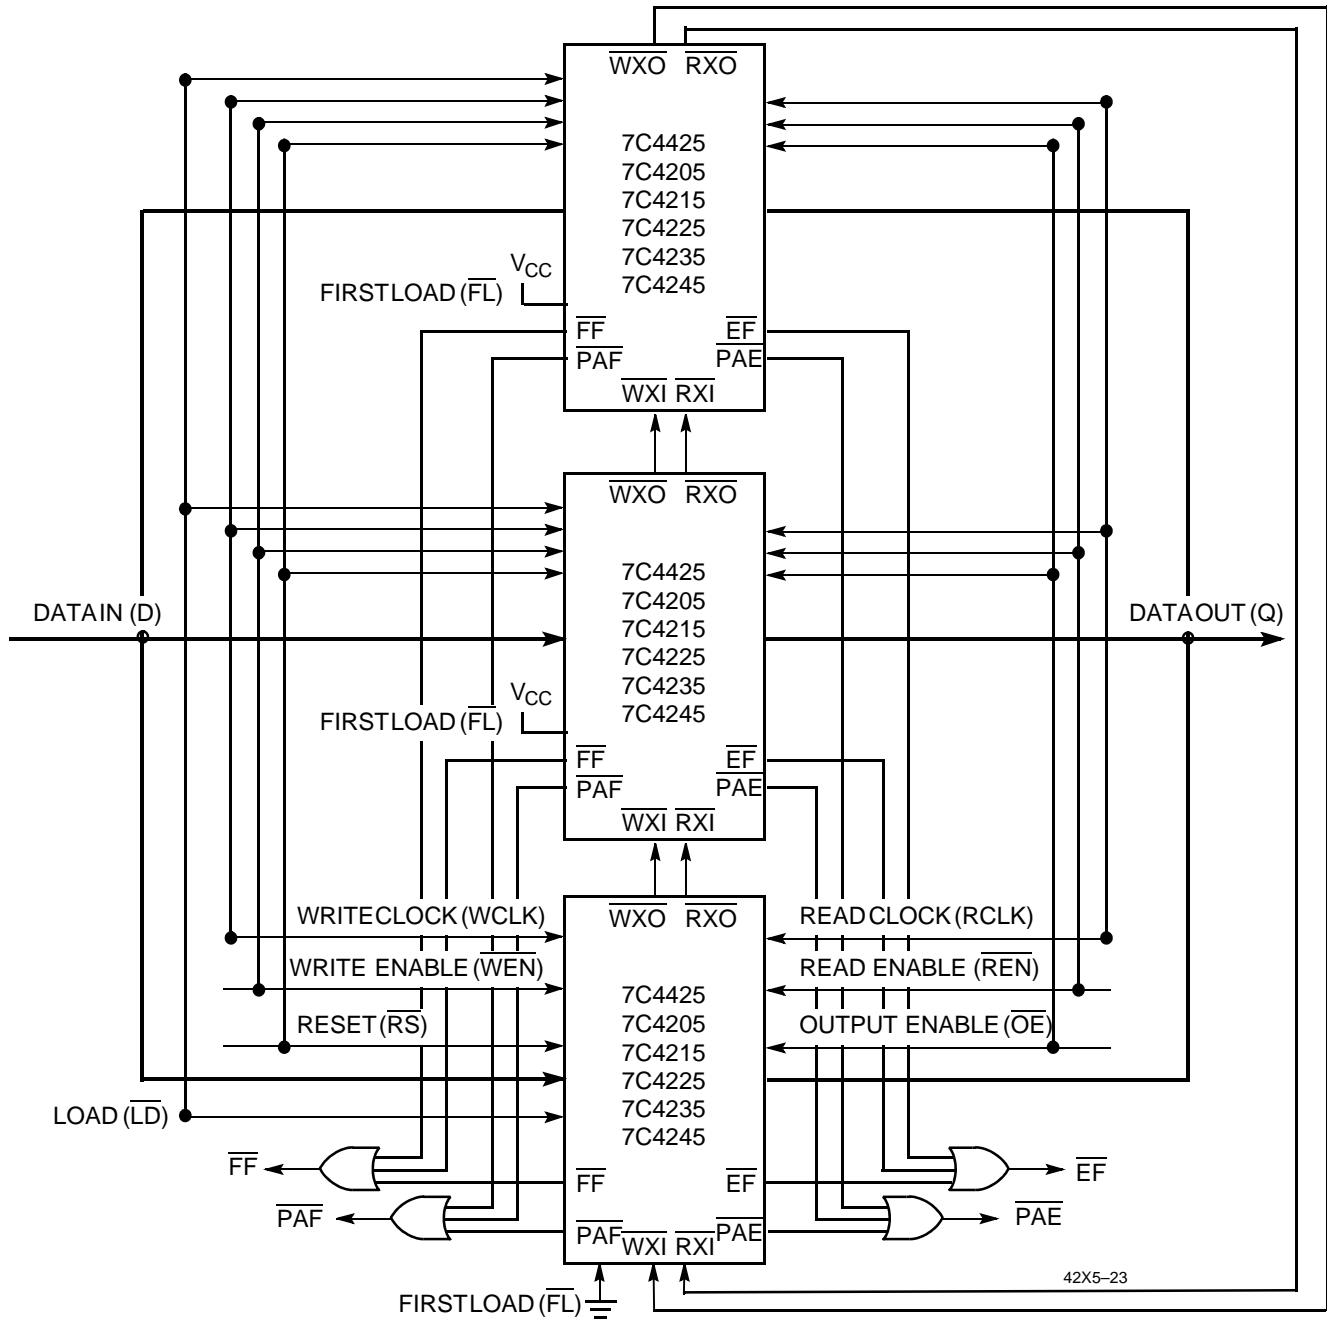 WXO RXO
7C4425
7C4205
7C4215
7C4225
7C4235
7C4245
VCC
FIRSTLOAD (FL)
FF EF
PAF PAE
WXI RXI
WXO RXO
7C4425
7C4205
7C4215
7C4225
7C4235
7C4245
DATAIN (D)
DATAOUT (Q)
VCC
FIRSTLOAD (FL)
FF EF
PAF PAE
WXI RXI
WXO RXO
WRITECLOCK (WCLK)
READ CLOCK (RCLK)
WRITE ENABLE (WEN)
READ ENABLE (REN)
RESET (RS)
OUTPUT ENABLE (OE)
7C4425
7C4205
7C4215
7C4225
7C4235
7C4245
LOAD (LD)
FF FF EF EF
PAF PAF WXI RXI PAE PAE
FIRSTLOAD (FL)
42X5–23